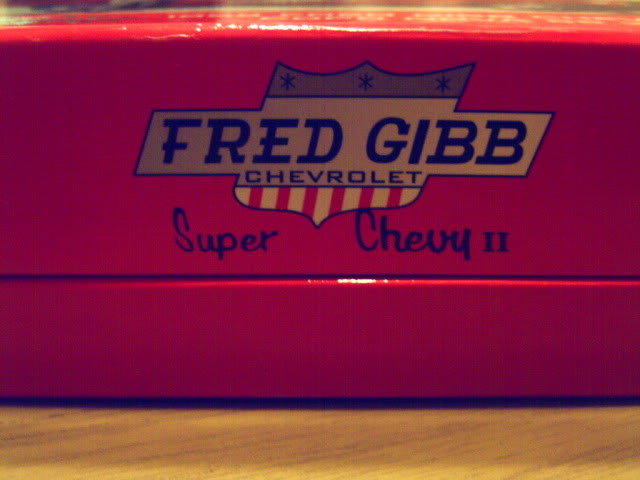 FRED GIBB
CHEVROLET
Super Chevy II